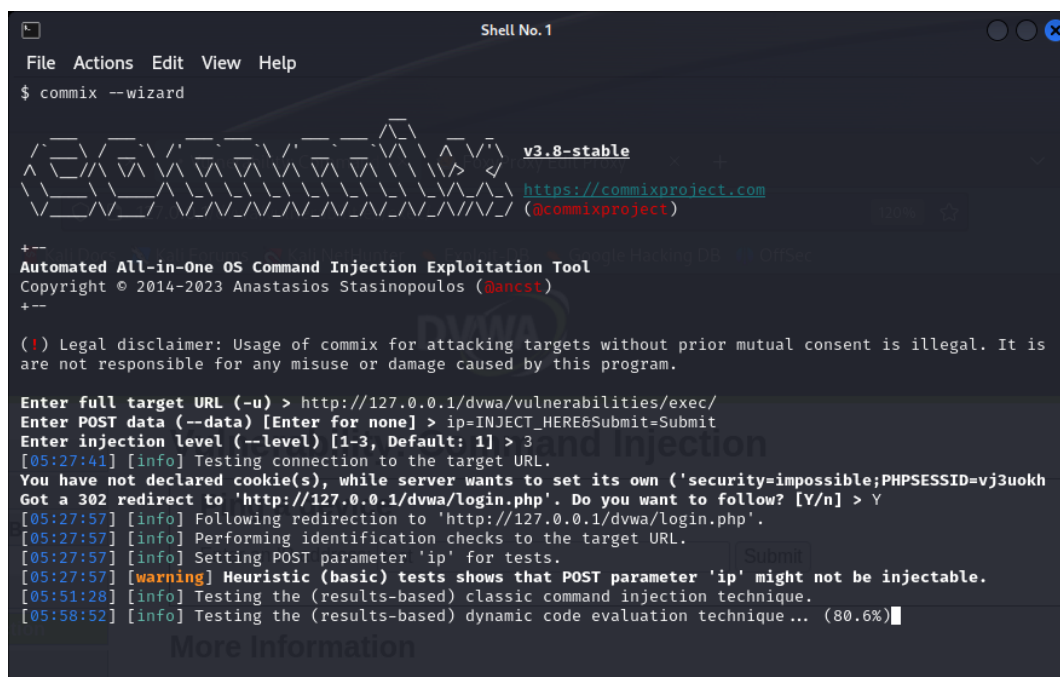 Shell No. 1
File Actions Edit View Help
$ commix --wizard
v3.8-stable
https://commixproject.com
(@commixproject)
+--
Automated All-in-One OS Command Injection Exploitation Tool
Copyright © 2014-2023 Anastasios Stasinopoulos (@ancst)
+--
(!) Legal disclaimer: Usage of commix for attacking targets without prior mutual consent is illegal. It is
are not responsible for any misuse or damage caused by this program.
Enter full target URL (-u) > http://127.0.0.1/dvwa/vulnerabilities/exec/
Enter POST data (--data) [Enter for none] > ip=INJECT_HERE&Submit=Submit
Enter injection level (--level) [1-3, Default: 1] > 3
[05:27:41] [info] Testing connection to the target URL.
You have not declared cookie(s), while server wants to set its own ('security=impossible;PHPSESSID=vj3uokh
Got a 302 redirect to 'http://127.0.0.1/dvwa/login.php'. Do you want to follow? [Y/n] > Y
[05:27:57] [info] Following redirection to 'http://127.0.0.1/dvwa/login.php'.
[05:27:57] [info] Performing identification checks to the target URL.
[05:27:57] [info] Setting POST parameter 'ip' for tests.
[05:27:57] [warning] Heuristic (basic) tests shows that POST parameter 'ip' might not be injectable.
[05:51:28] [info] Testing the (results-based) classic command injection technique.
[05:58:52] [info] Testing the (results-based) dynamic code evaluation technique... (80.6%)
Submit
More Information